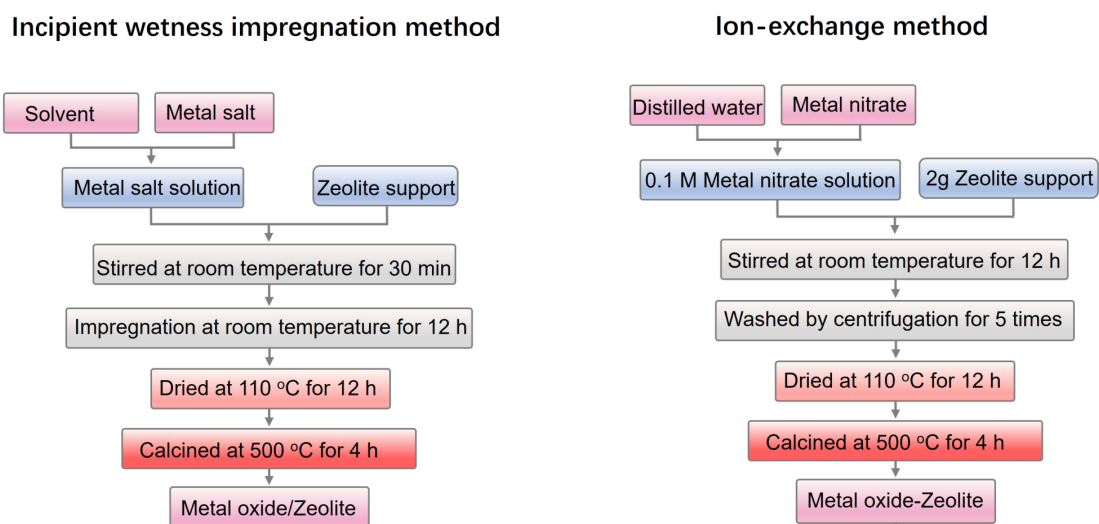 Incipient wetness impregnation method
Solvent
Metal salt
Metal salt solution
Zeolite support
Stirred at room temperature for 30 min
Impregnation at room temperature for 12 h
Dried at 110 °C for 12 h
Calcined at 500 °C for 4 h
Metal oxide/Zeolite
Ion-exchange method
Distilled water
Metal nitrate
0.1 M Metal nitrate solution
2g Zeolite support
Stirred at room temperature for 12 h
Washed by centrifugation for 5 times
Dried at 110 °C for 12 h
Calcined at 500 °C for 4 h
Metal oxide-Zeolite